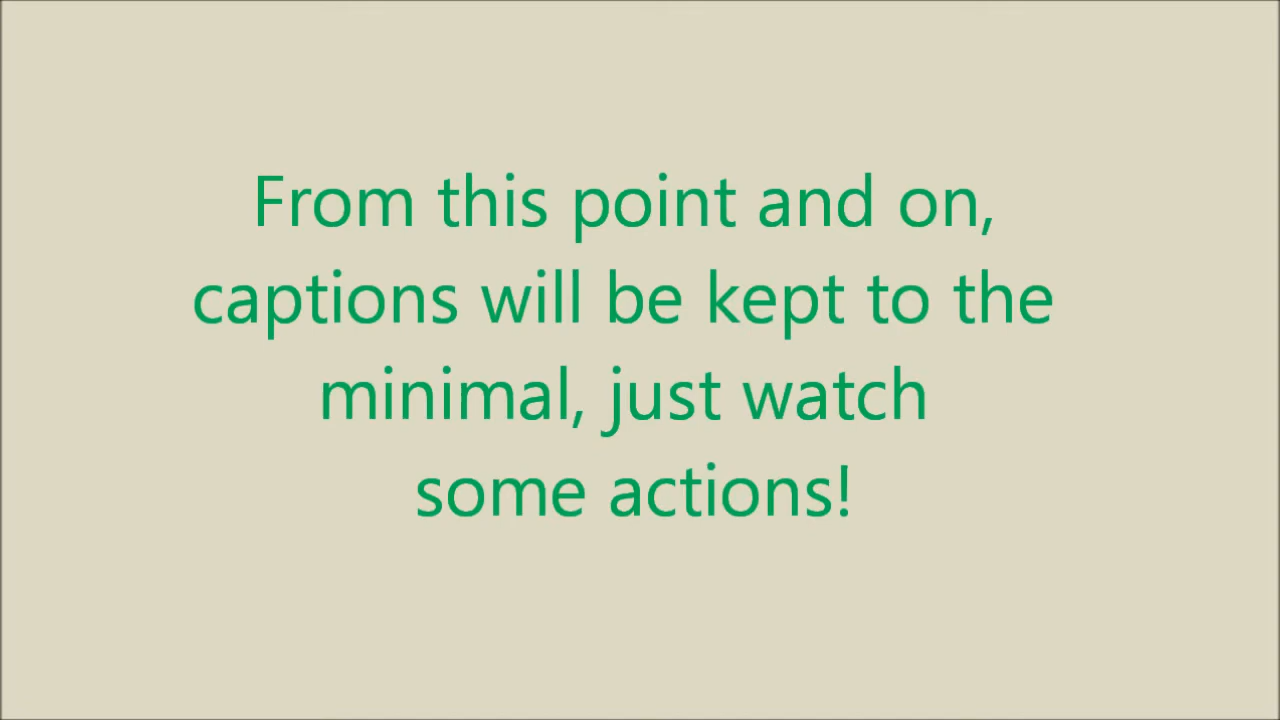 From this point and on,
captions will be kept to the
minimal, just watch
some actions!